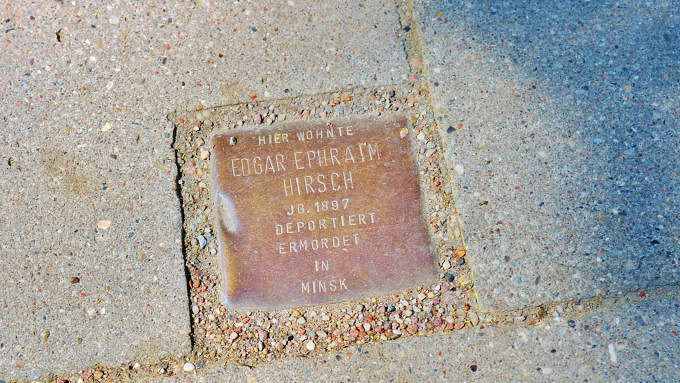 HIER WOHNTE
EDGAR EPHRAIM
HIRSCH
JG. 1897
DEPORTIERT
ERMORDET
IN
MINSK